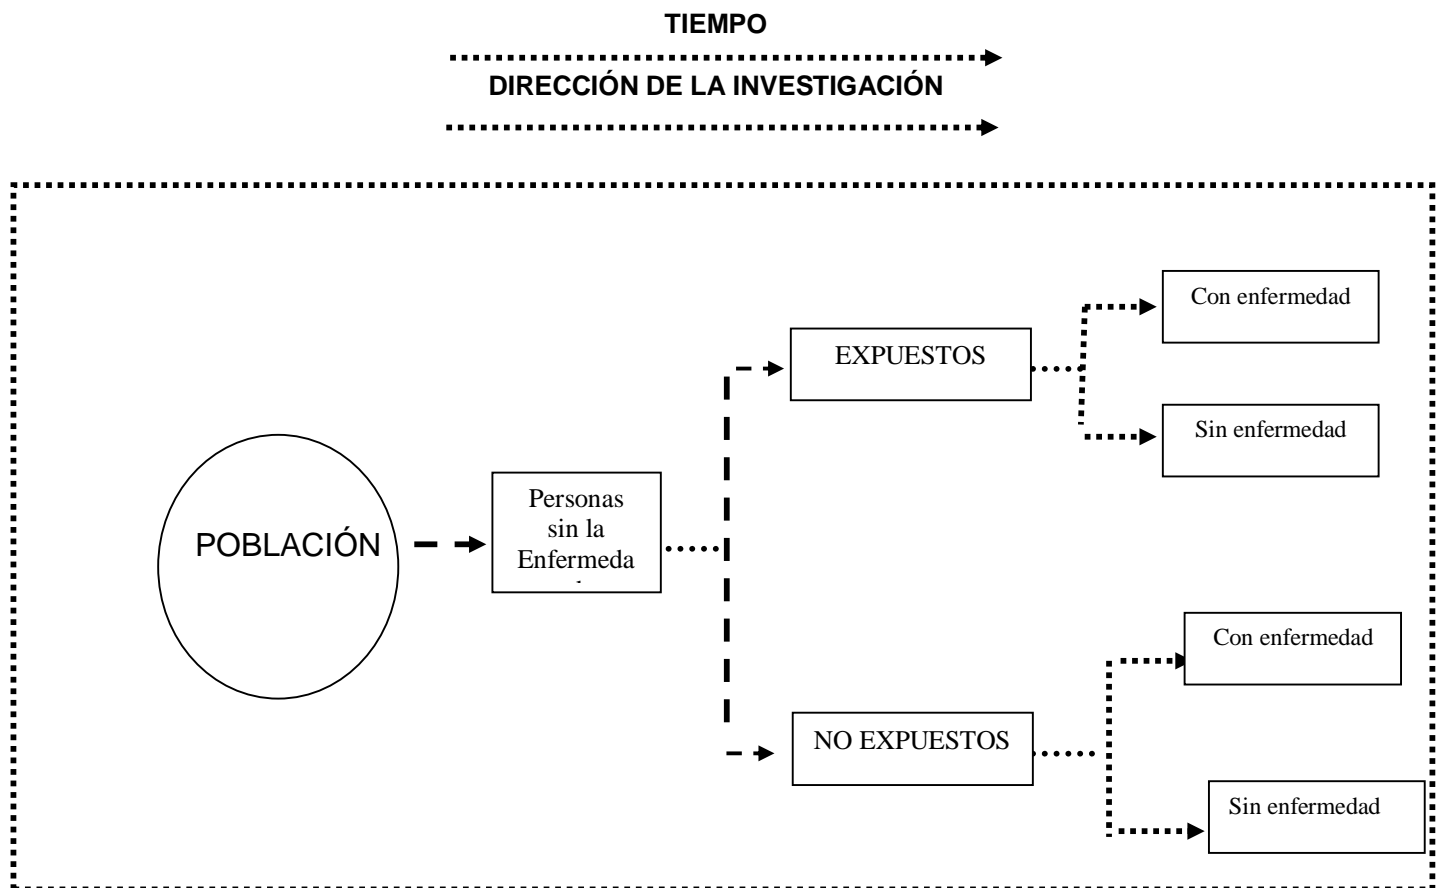 TIEMPO
DIRECCIÓN DE LA INVESTIGACIÓN
Con enfermedad
EXPUESTOS
Sin enfermedad
POBLACIÓN
Personas
sin la
Enfermeda
Con enfermedad
NO EXPUESTOS
Sin enfermedad